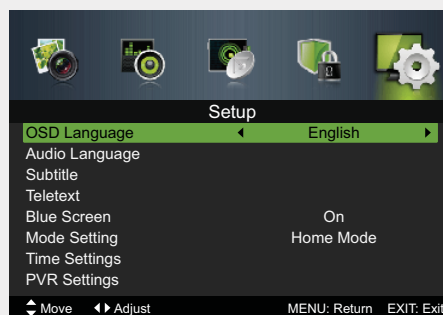 Setup
OSD Language English
Audio Language
Subtitle
Teletext
Blue Screen On
Mode Setting Home Mode
Time Settings
PVR Settings
Move Adjust MENU: Return EXIT: Exit